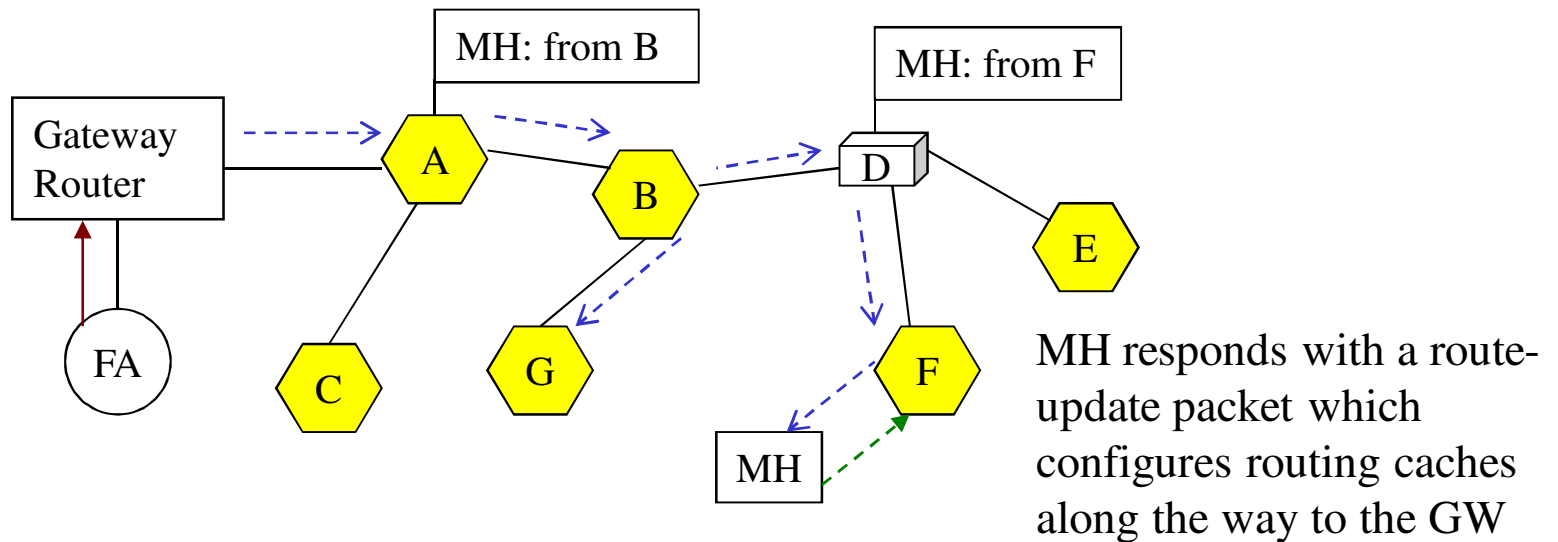 MH: from B
MH: from F
Gateway
Router
A
B
D
E
FA
C
G
F
MH
MH responds with a route-
update packet which
configures routing caches
along the way to the GW